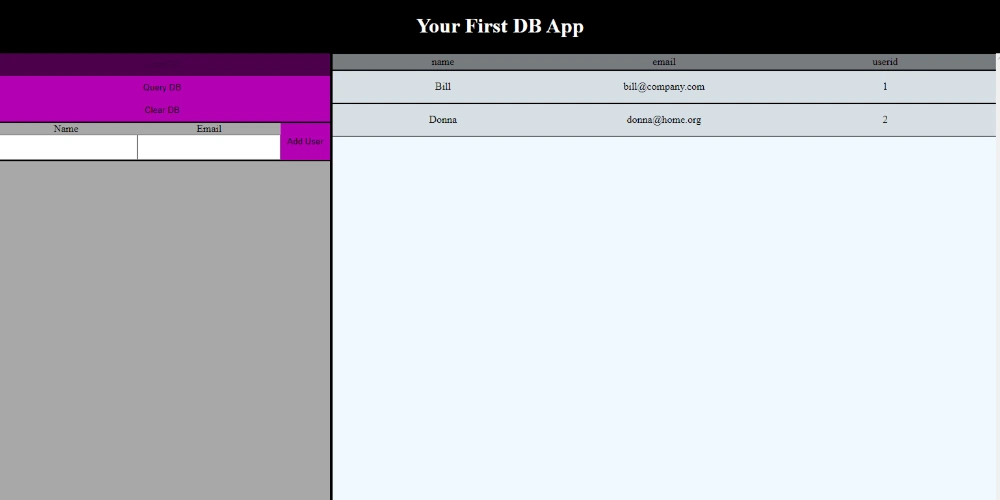 Your First DB App
Query DB
Clear DB
Name Email
Add User
name email userid
Bill bill@company.com 1
Donna donna@home.org 2